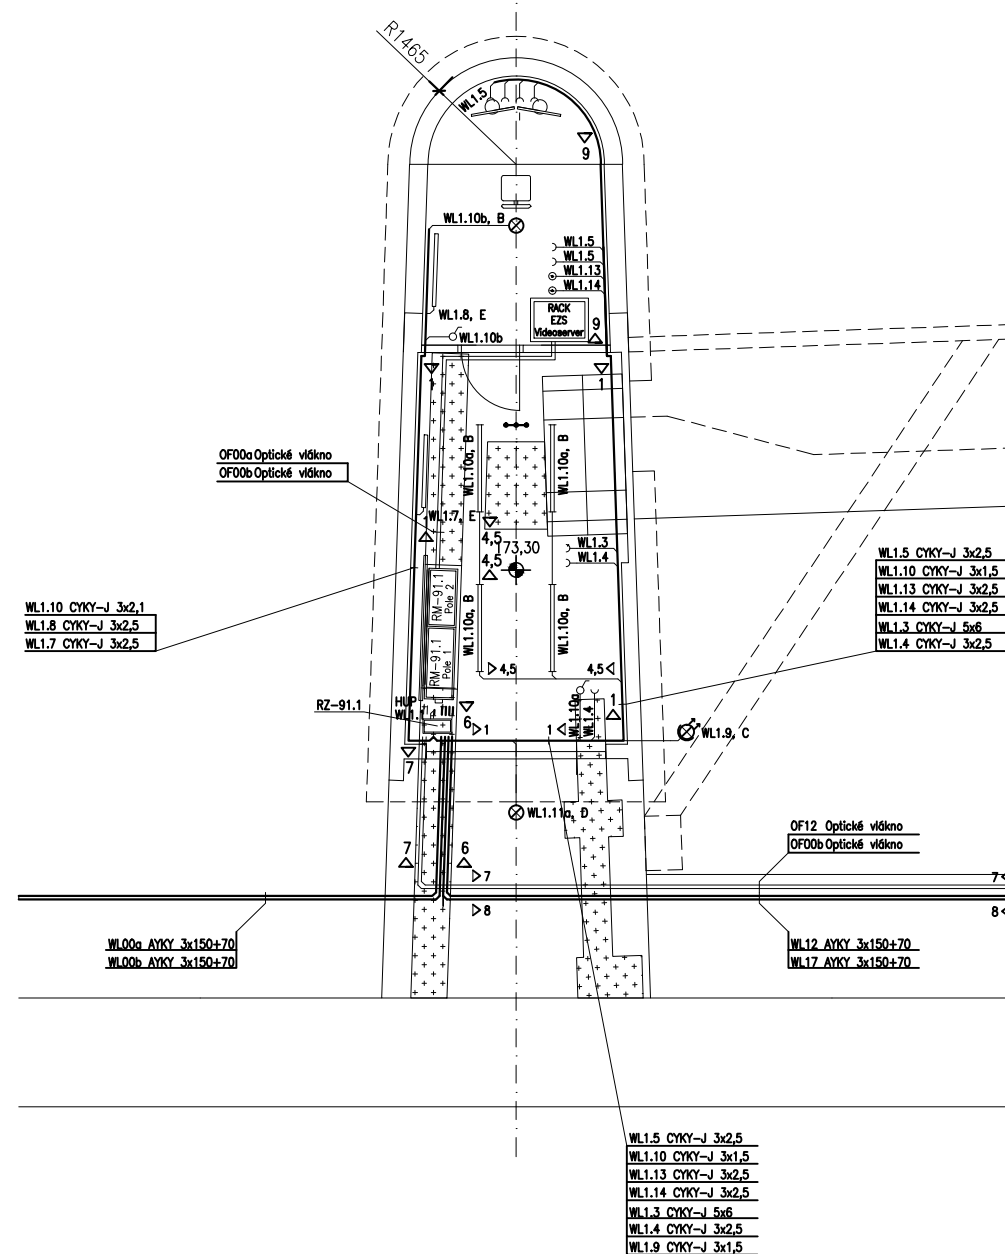 R1465
WL1.5
9
WL1.10b, B
WL1.5
WL1.5
WL1.13
WL1.14
RACK
EZS
Videoserver
WL1.8, E
9
WL1.10b
1
1
WL1.10a, B
WL1.10a, B
OF00a Optické vlákno
OF00b Optické vlákno
WL1.7, E
4,5
173,30
4,5
WL1.3
WL1.4
WL1.5 CYKY-J 3x2,5
WL1.10 CYKY-J 3x1,5
WL1.13 CYKY-J 3x2,5
WL1.14 CYKY-J 3x2,5
WL1.3 CYKY-J 5x6
WL1.4 CYKY-J 3x2,5
WL1.10 CYKY-J 3x2,1
WL1.8 CYKY-J 3x2,5
WL1.7 CYKY-J 3x2,5
RM-91.1
Pole 2
RM-91.1
Pole 1
WL1.10a, B
WL1.10a, B
4,5
4,5
RZ-91.1
HUP
6
1
1
WL1.10a
WL1.4
1
WL1.9, C
7
WL1.11a, D
7
6
7
8
OF12 Optické vlákno
OF00b Optické vlákno
7
8
WL00a AYKY 3x150+70
WL00b AYKY 3x150+70
WL12 AYKY 3x150+70
WL17 AYKY 3x150+70
WL1.5 CYKY-J 3x2,5
WL1.10 CYKY-J 3x1,5
WL1.13 CYKY-J 3x2,5
WL1.14 CYKY-J 3x2,5
WL1.3 CYKY-J 5x6
WL1.4 CYKY-J 3x2,5
WL1.9 CYKY-J 3x1,5